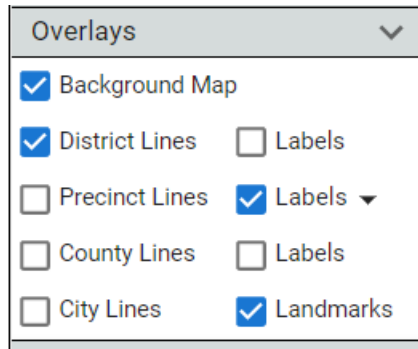 Overlays
Background Map
District Lines Labels
Precinct Lines Labels
County Lines Labels
City Lines Landmarks